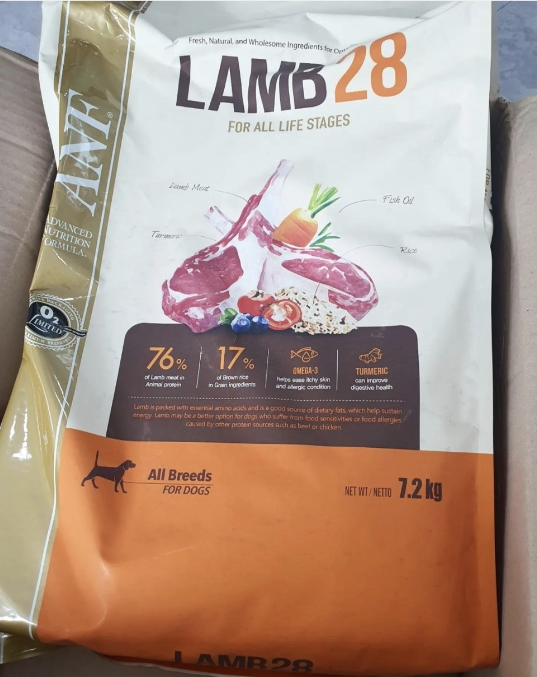 Fresh, Natural, and Wholesome Ingredients for
LAMB 28
FOR ALL LIFE STAGES
ANF®
ADVANCED
NUTRITION
FORMULA
Lamb Meat
Fish Oil
Turmeric
Rice
O2
LIMITED
76%
of Lamb meat in
Animal protein
17%
of Brown rice
in Grain ingredients
OMEGA-3
helps ease itchy skin
and allergic condition
TURMERIC
can improve
digestive health
Lamb is packed with essential amino acids and is a good source of dietary fats, which help sustain
energy. Lamb may be a better option for dogs who suffer from food sensitivities or food allergies
caused by other protein sources such as beef or chicken.
All Breeds
FOR DOGS
NET WT / NETTO 7.2 kg
LAMB28